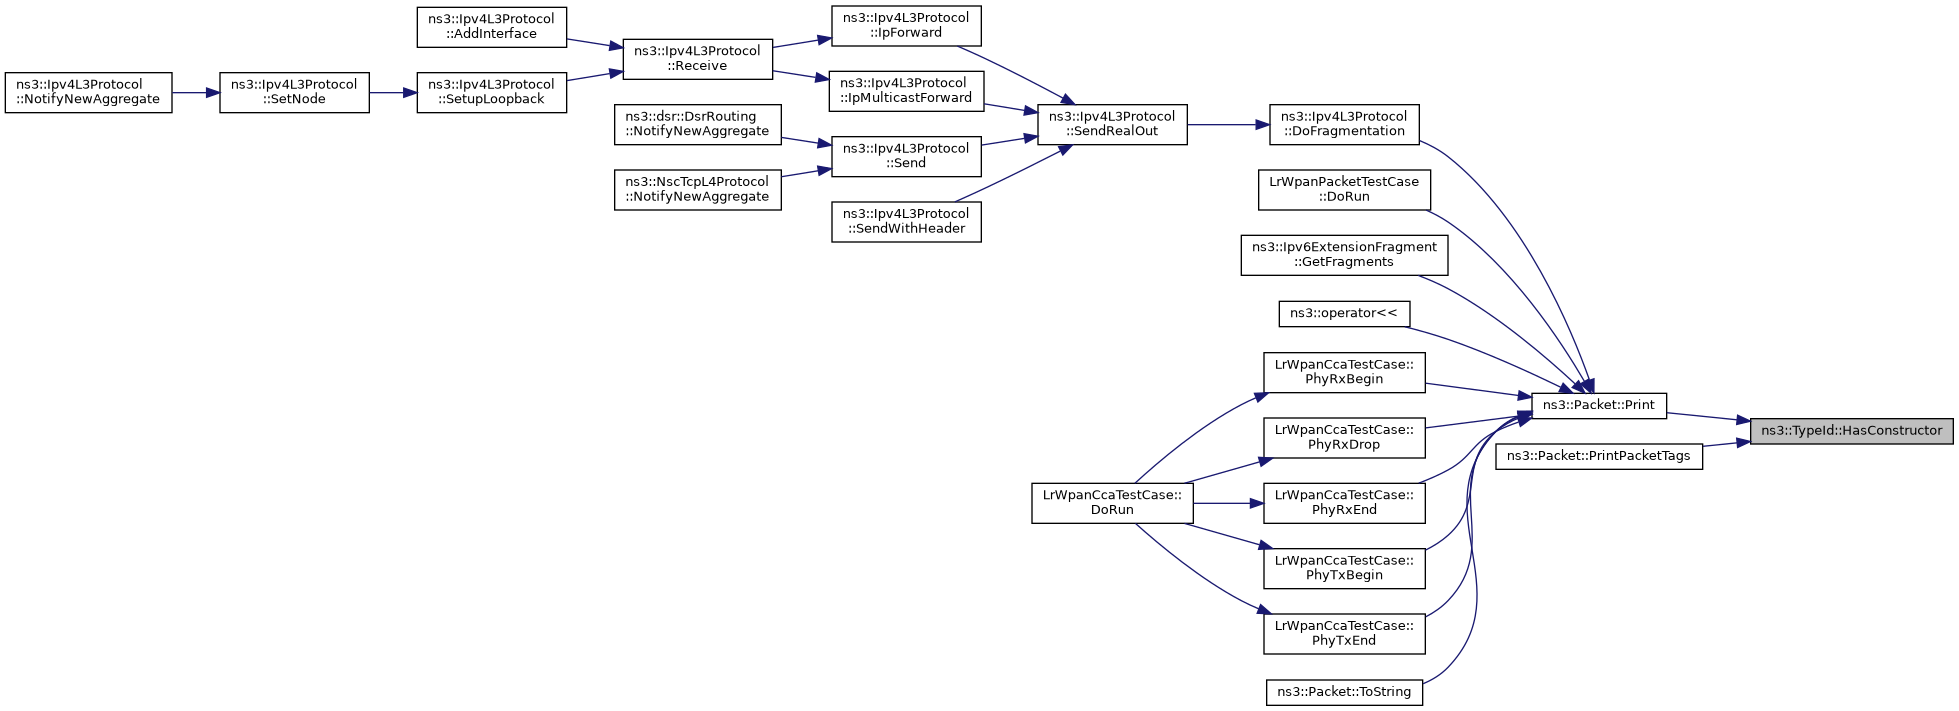 ns3::Ipv4L3Protocol
::NotifyNewAggregate
ns3::Ipv4L3Protocol
::SetNode
ns3::Ipv4L3Protocol
::AddInterface
ns3::Ipv4L3Protocol
::SetupLoopback
ns3::Ipv4L3Protocol
::Receive
ns3::dsr::DsrRouting
::NotifyNewAggregate
ns3::NscTcpL4Protocol
::NotifyNewAggregate
ns3::Ipv4L3Protocol
::IpForward
ns3::Ipv4L3Protocol
::IpMulticastForward
ns3::Ipv4L3Protocol
::Send
ns3::Ipv4L3Protocol
::SendWithHeader
ns3::Ipv4L3Protocol
::SendRealOut
LrWpanCcaTestCase::
DoRun
ns3::Ipv4L3Protocol
::DoFragmentation
LrWpanPacketTestCase
::DoRun
ns3::Ipv6ExtensionFragment
::GetFragments
ns3::operator<<
LrWpanCcaTestCase::
PhyRxBegin
LrWpanCcaTestCase::
PhyRxDrop
LrWpanCcaTestCase::
PhyRxEnd
LrWpanCcaTestCase::
PhyTxBegin
LrWpanCcaTestCase::
PhyTxEnd
ns3::Packet::ToString
ns3::Packet::Print
ns3::Packet::PrintPacketTags
ns3::TypeId::HasConstructor